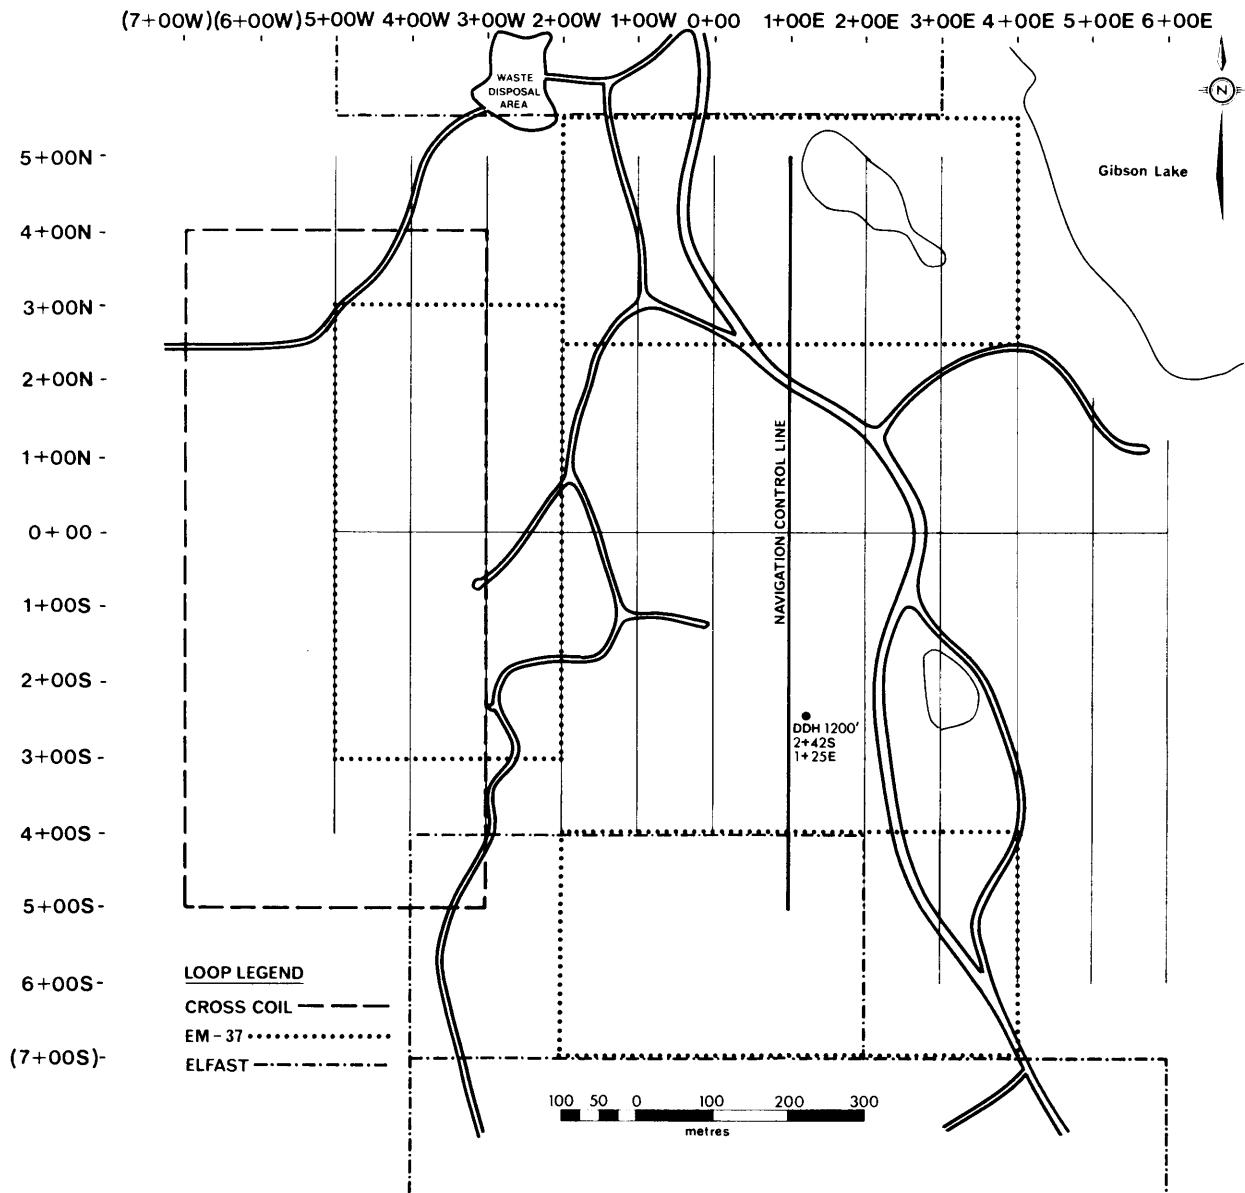 (7+00W)(6+00W)5+00W 4+00W 3+00W 2+00W 1+00W 0+00 1+00E 2+00E 3+00E 4+00E 5+00E 6+00E
WASTE
DISPOSAL
AREA
N
Gibson Lake
5+00N -
4+00N -
3+00N -
2+00N -
1+00N -
0+00 -
1+00S -
2+00S -
3+00S -
4+00S -
5+00S -
6+00S -
(7+00S) -
NAVIGATION CONTROL LINE
DDH 1200'
2+42S
1+25E
LOOP LEGEND
CROSS COIL
EM-37
ELFAST
100 50 0 100 200 300
metres